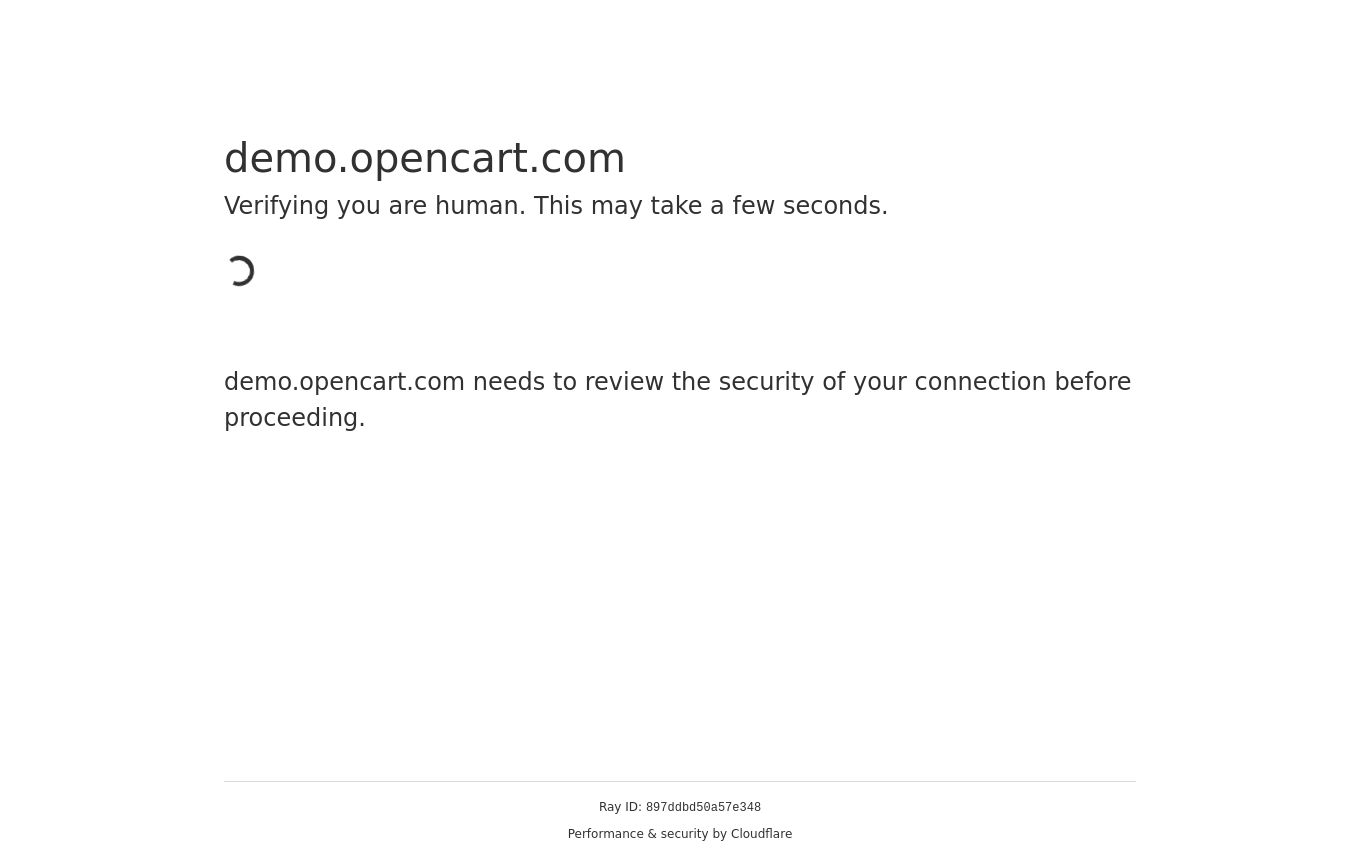 demo.opencart.com
Verifying you are human. This may take a few seconds.
demo.opencart.com needs to review the security of your connection before
proceeding.
Ray ID: 897ddbd50a57e348
Performance & security by Cloudflare